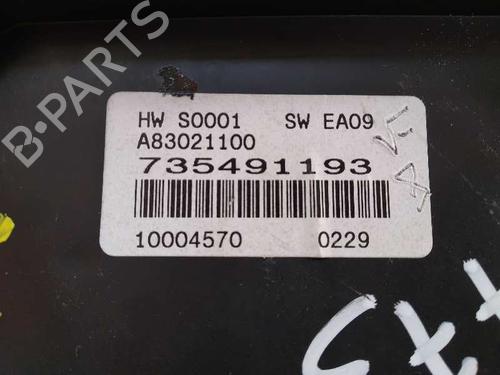 B-PARTS
HW S0001 SW EA09
A83021100
735491193
10004570 0229